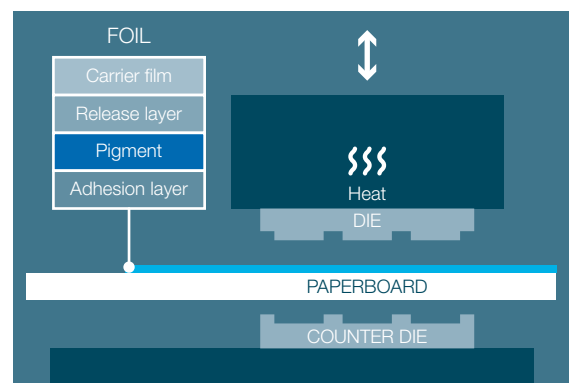 FOIL
Carrier film
Release layer
Pigment
Adhesion layer
Heat
DIE
PAPERBOARD
COUNTER DIE